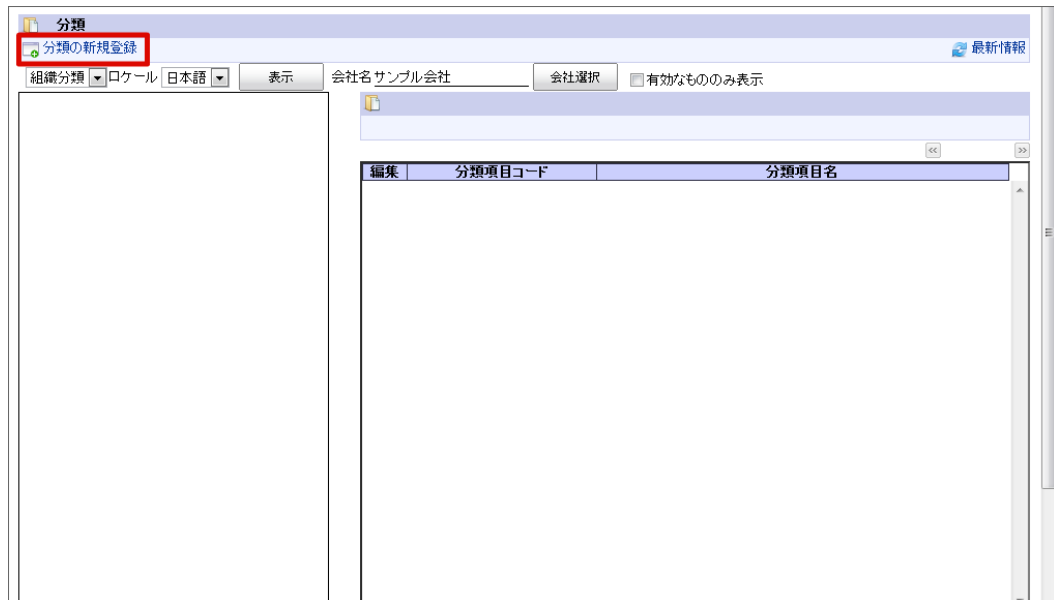 分類
分類の新規登録 最新情報
組織分類 ロケール 日本語 表示 会社名 サンプル会社 会社選択 有効なもののみ表示
<< >>
編集 分類項目コード 分類項目名